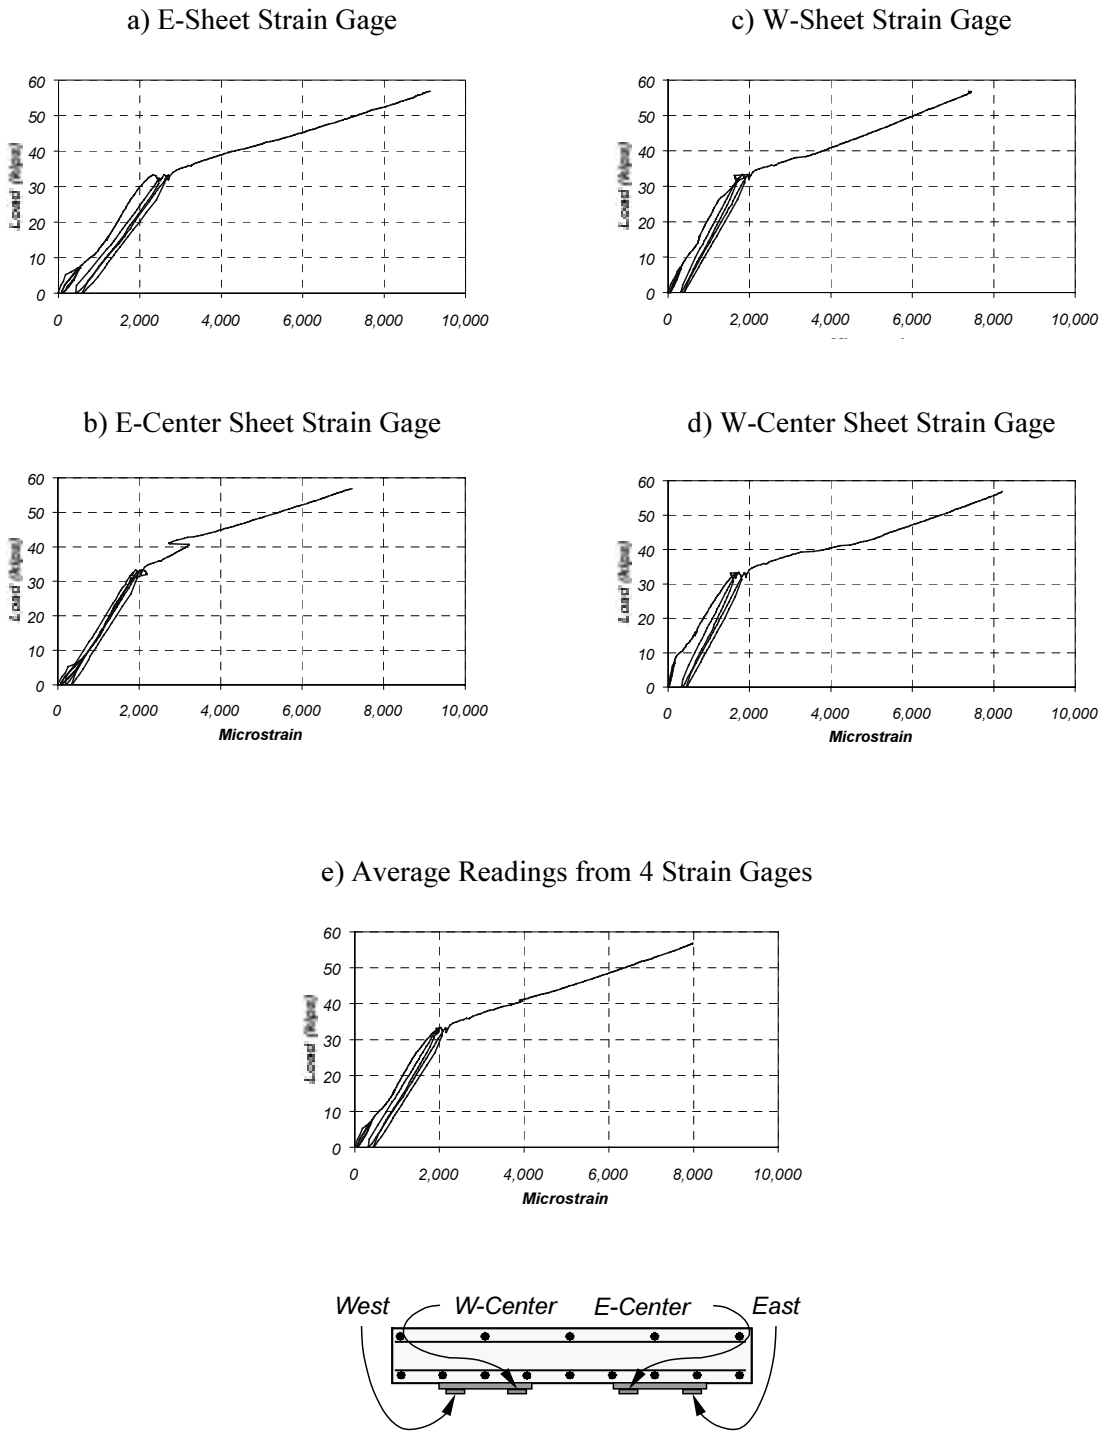 a) E-Sheet Strain Gage
c) W-Sheet Strain Gage
60
50
40
30
20
10
0
Load (kips)
0 2,000 4,000 6,000 8,000 10,000
60
50
40
30
20
10
0
Load (kips)
0 2,000 4,000 6,000 8,000 10,000
b) E-Center Sheet Strain Gage
d) W-Center Sheet Strain Gage
60
50
40
30
20
10
0
Load (kips)
0 2,000 4,000 6,000 8,000 10,000
Microstrain
60
50
40
30
20
10
0
Load (kips)
0 2,000 4,000 6,000 8,000 10,000
Microstrain
e) Average Readings from 4 Strain Gages
60
50
40
30
20
10
0
Load (kips)
0 2,000 4,000 6,000 8,000 10,000
Microstrain
West W-Center E-Center East